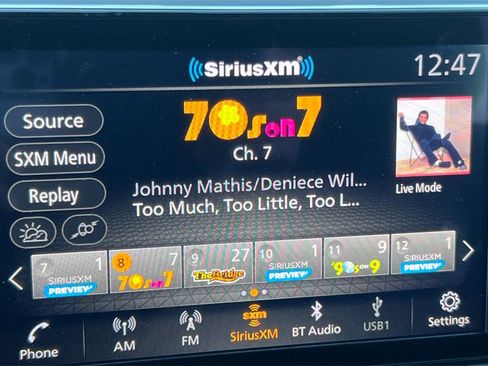 SiriusXM
12:47
70s on 7
Source
Ch. 7
SXM Menu
Johnny Mathis/Deniece Wil...
Replay
Too Much, Too Little, Too L...
Live Mode
7 1
SIRIUSXM
PREVIEW
8 7
70s on 7
9 27
The Bridge
10 1
SIRIUSXM
PREVIEW
11 9
90s on 9
12 1
SIRIUSXM
PREVIEW
Phone
AM
FM
sxm
SiriusXM
BT Audio
USB1
Settings